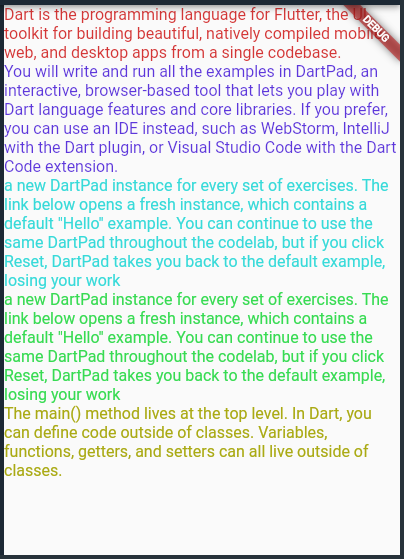 Dart is the programming language for Flutter, the UI
toolkit for building beautiful, natively compiled mobile,
web, and desktop apps from a single codebase.
You will write and run all the examples in DartPad, an
interactive, browser-based tool that lets you play with
Dart language features and core libraries. If you prefer,
you can use an IDE instead, such as WebStorm, IntelliJ
with the Dart plugin, or Visual Studio Code with the Dart
Code extension.
a new DartPad instance for every set of exercises. The
link below opens a fresh instance, which contains a
default "Hello" example. You can continue to use the
same DartPad throughout the codelab, but if you click
Reset, DartPad takes you back to the default example,
losing your work
a new DartPad instance for every set of exercises. The
link below opens a fresh instance, which contains a
default "Hello" example. You can continue to use the
same DartPad throughout the codelab, but if you click
Reset, DartPad takes you back to the default example,
losing your work
The main() method lives at the top level. In Dart, you
can define code outside of classes. Variables,
functions, getters, and setters can all live outside of
classes.
DEBUG